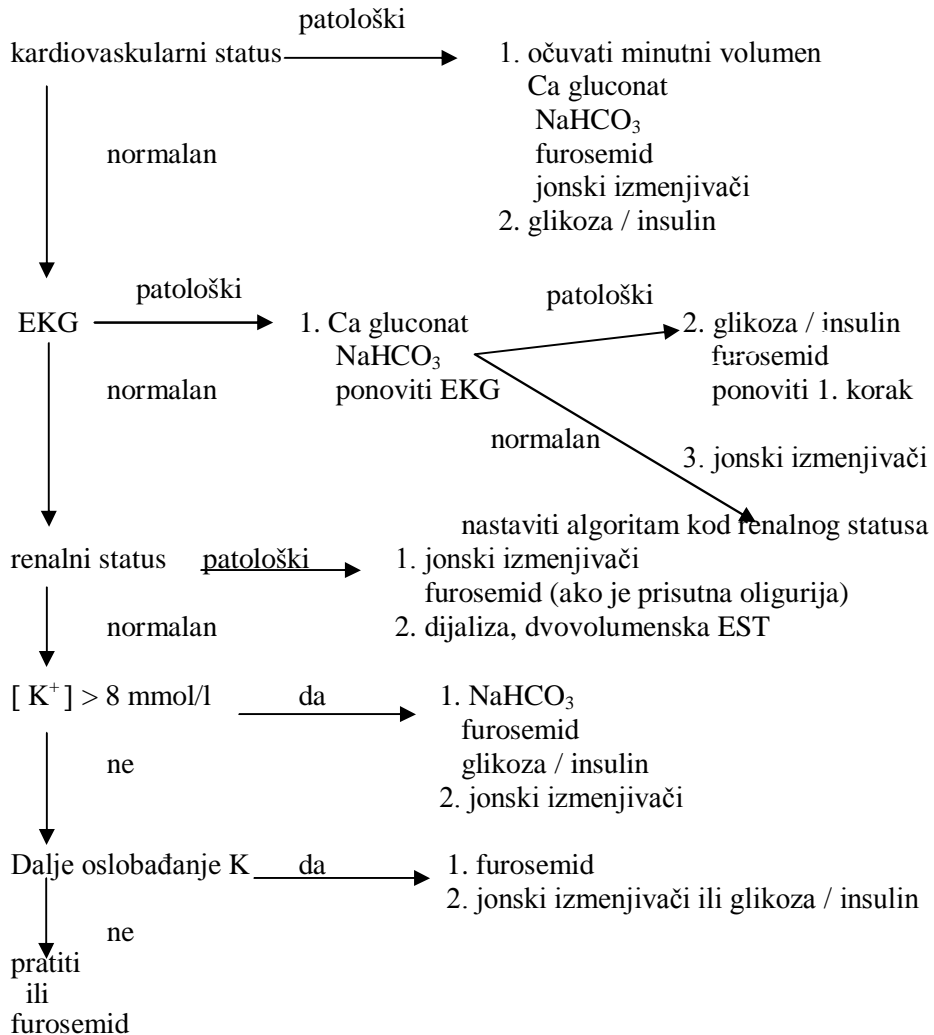 patološki
kardiovaskularni status
1. očuvati minutni volumen
Ca gluconat
NaHCO₃
normalan
furosemid
jonski izmenjivači
2. glikoza / insulin
patološki
patološki
EKG
1. Ca gluconat
2. glikoza / insulin
NaHCO₃
furosemid
normalan
ponoviti EKG
ponoviti 1. korak
normalan
3. jonski izmenjivači
nastaviti algoritam kod renalnog statusa
renalni status
patološki
1. jonski izmenjivači
furosemid (ako je prisutna oligurija)
normalan
2. dijaliza, dvovolumenska EST
[ K⁺ ] > 8 mmol/l
da
1. NaHCO₃
furosemid
ne
glikoza / insulin
2. jonski izmenjivači
Dalje oslobađanje K
da
1. furosemid
2. jonski izmenjivači ili glikoza / insulin
ne
pratiti
ili
furosemid